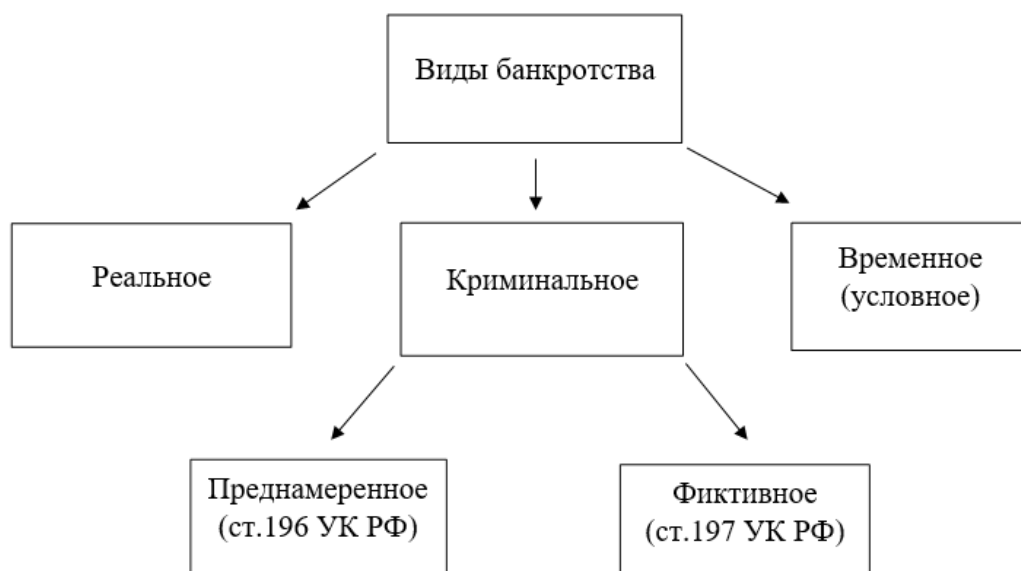 Виды банкротства
Реальное
Криминальное
Временное
(условное)
Преднамеренное
(ст.196 УК РФ)
Фиктивное
(ст.197 УК РФ)